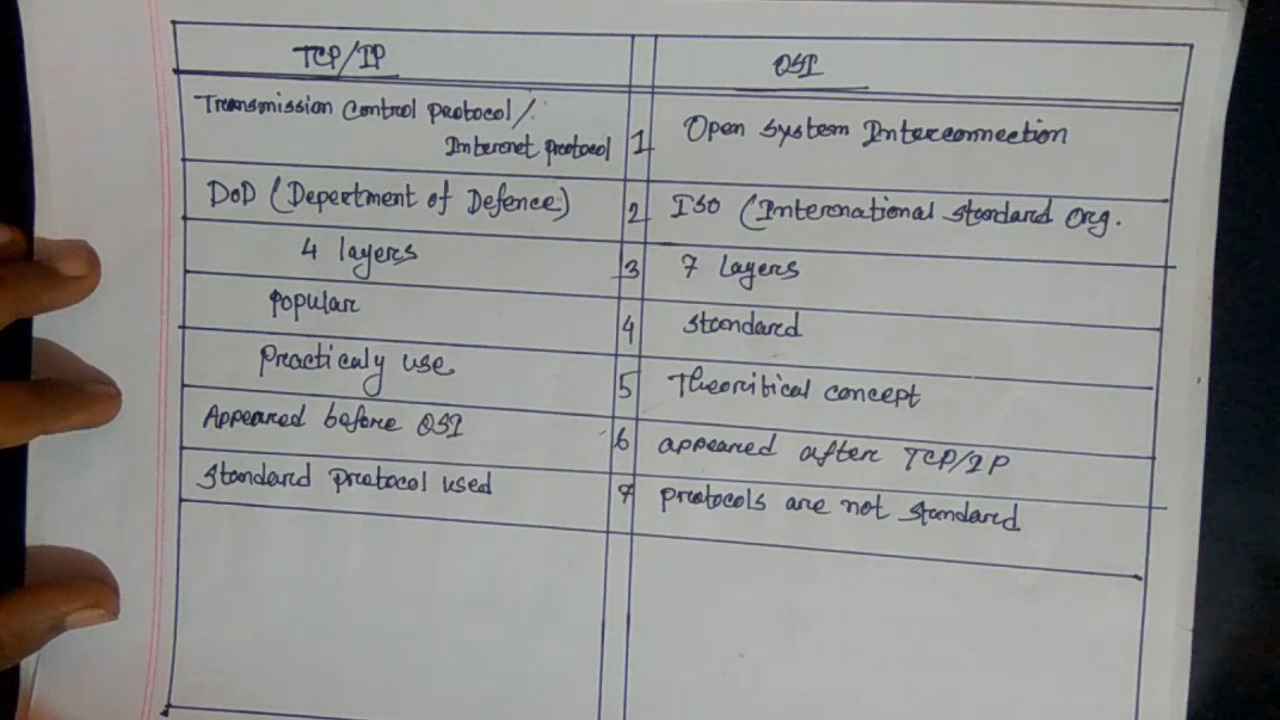 TCP/IP
OSI
Transmission Control protocol/
Internet protocol
1
Open System Interconnection
DoD (Depertment of Defence)
2
ISO (International standard Org.
4 layers
3
7 Layers
popular
4
standard
Practicaly use
5
Theoritical concept
Appeared before OSI
6
appeared after TCP/IP
standard protocol used
7
protocols are not standard